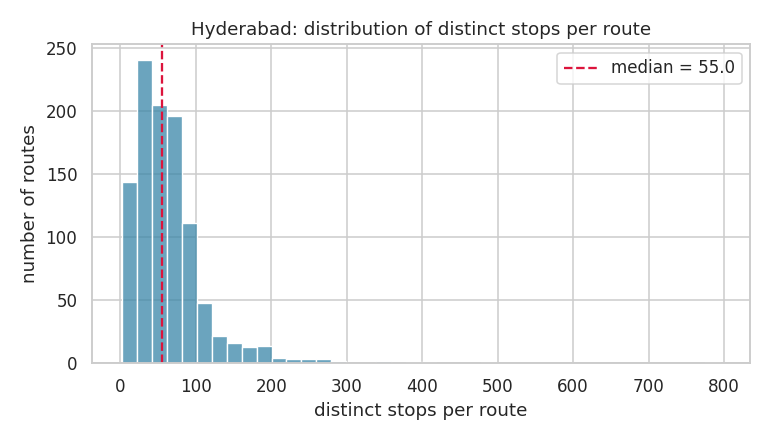 Hyderabad: distribution of distinct stops per route
median = 55.0
number of routes
250
200
150
100
50
0
0 100 200 300 400 500 600 700 800
distinct stops per route